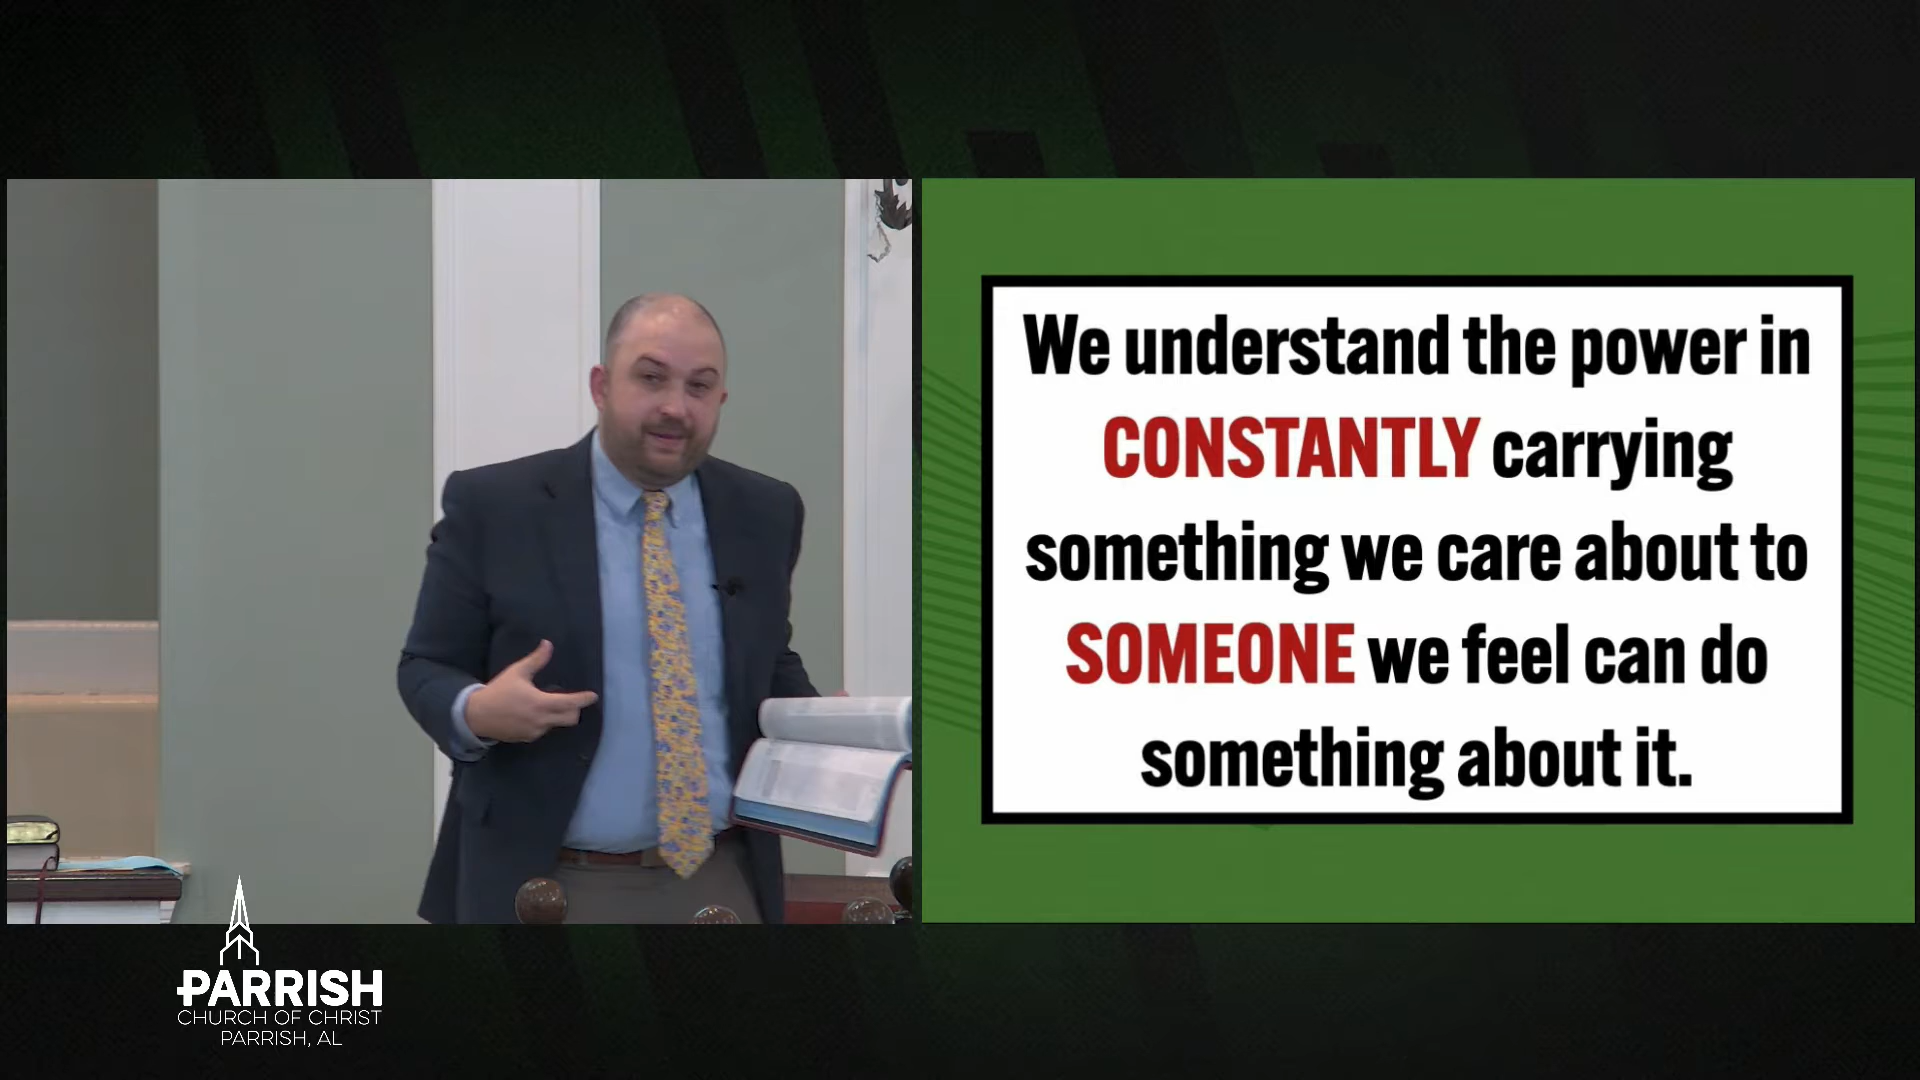 We understand the power in
CONSTANTLY carrying
something we care about to
SOMEONE we feel can do
something about it.
PARRISH
CHURCH OF CHRIST
PARRISH, AL